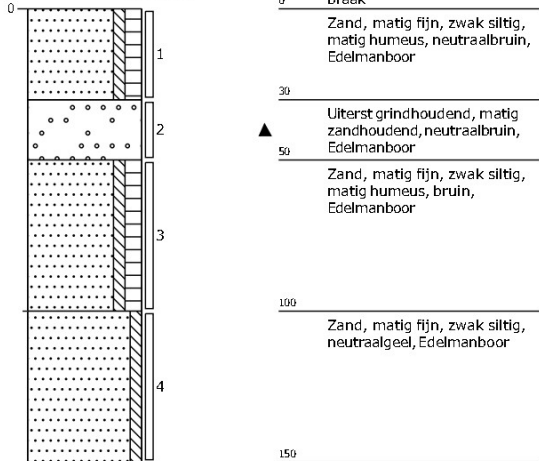 0
1
2
3
4
0
braak
Zand, matig fijn, zwak siltig,
matig humeus, neutraalbruin,
Edelmanboor
30
Uiterst grindhoudend, matig
zandhoudend, neutraalbruin,
Edelmanboor
50
Zand, matig fijn, zwak siltig,
matig humeus, bruin,
Edelmanboor
100
Zand, matig fijn, zwak siltig,
neutraalgeel, Edelmanboor
150